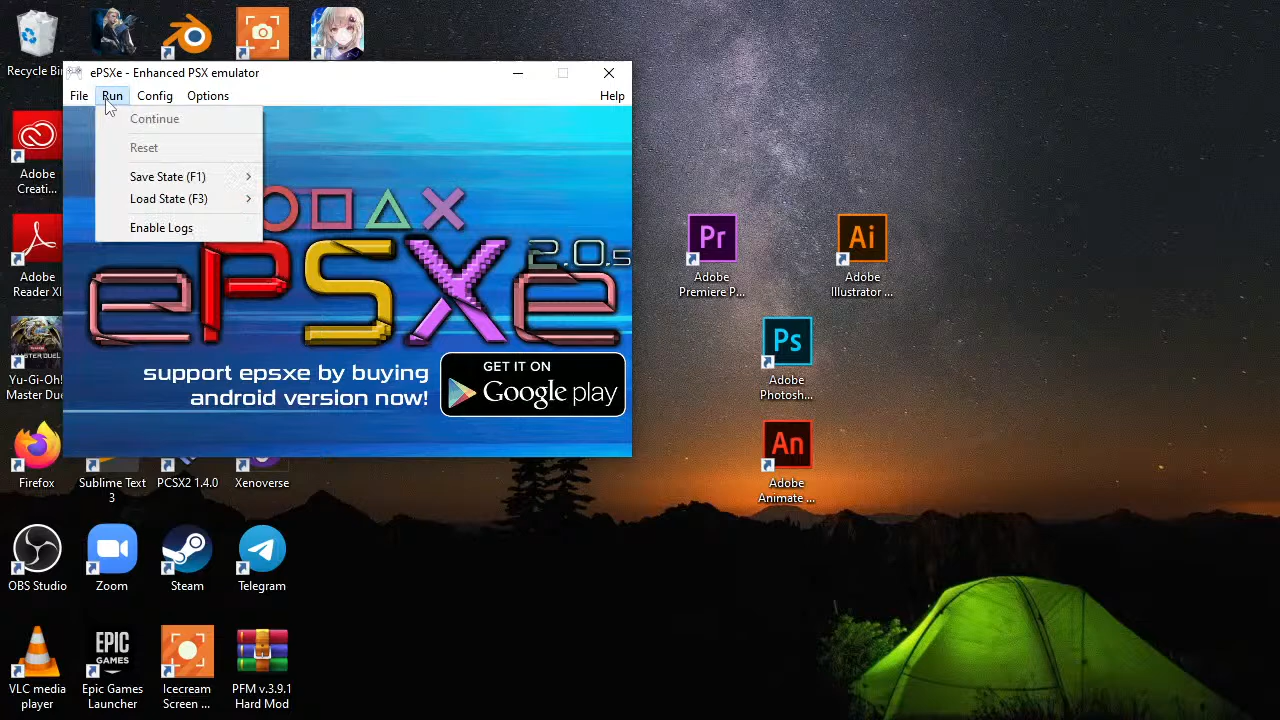 Recycle Bin
ePSXe - Enhanced PSX emulator
File
Run
Config
Options
Help
Continue
Reset
Save State (F1)
Load State (F3)
Enable Logs
2.0.5
ePSXe
support epsxe by buying
android version now!
GET IT ON
Google play
Adobe
Creati...
Adobe
Reader XI
Yu-Gi-Oh!
Master Due
Firefox
Sublime Text
3
PCSX2 1.4.0
Xenoverse
OBS Studio
Zoom
Steam
Telegram
VLC media
player
EPIC
GAMES
Epic Games
Launcher
Icecream
Screen ...
PFM v.3.9.1
Hard Mod
Pr
Adobe
Premiere P...
Ai
Adobe
Illustrator ...
Ps
Adobe
Photosh...
An
Adobe
Animate ...